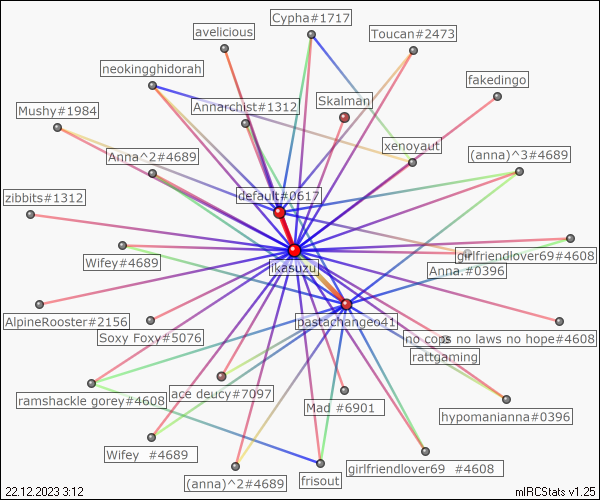 Cypha#1717
avelicious
Toucan#2473
neokingghidorah
fakedingo
Annarchist#1312
Skalman
Mushy#1984
xenoyaut
Anna^2#4689
(anna)^3#4689
zibbits#1312
default#0617
Wifey#4689
girlfriendlover69#4608
Ikasuzu
Anna.#0396
AlpineRooster#2156
pastachangeo41
Soxy Foxy#5076
no cops no laws no hope#4608
rattgaming
ramshackle gorey#4608
ace deucy#7097
Mad #6901
hypomanianna#0396
Wifey  #4689
girlfriendlover69  #4608
(anna)^2#4689
frisout
22.12.2023 3:12
mIRCStats v1.25